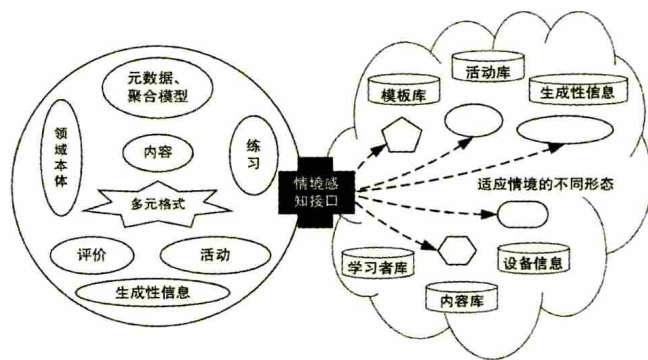 元数据、
聚合模型
领域本体
内容
练习
多元格式
评价
活动
生成性信息
情境感
知接口
活动库
模板库
生成性信息
适应情境的不同形态
学习者库
设备信息
内容库